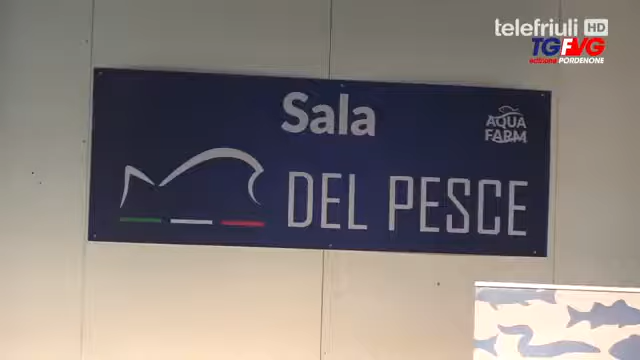 telefriuli HD
TGFVG
edizione PORDENONE
Sala
AQUA
FARM
DEL PESCE